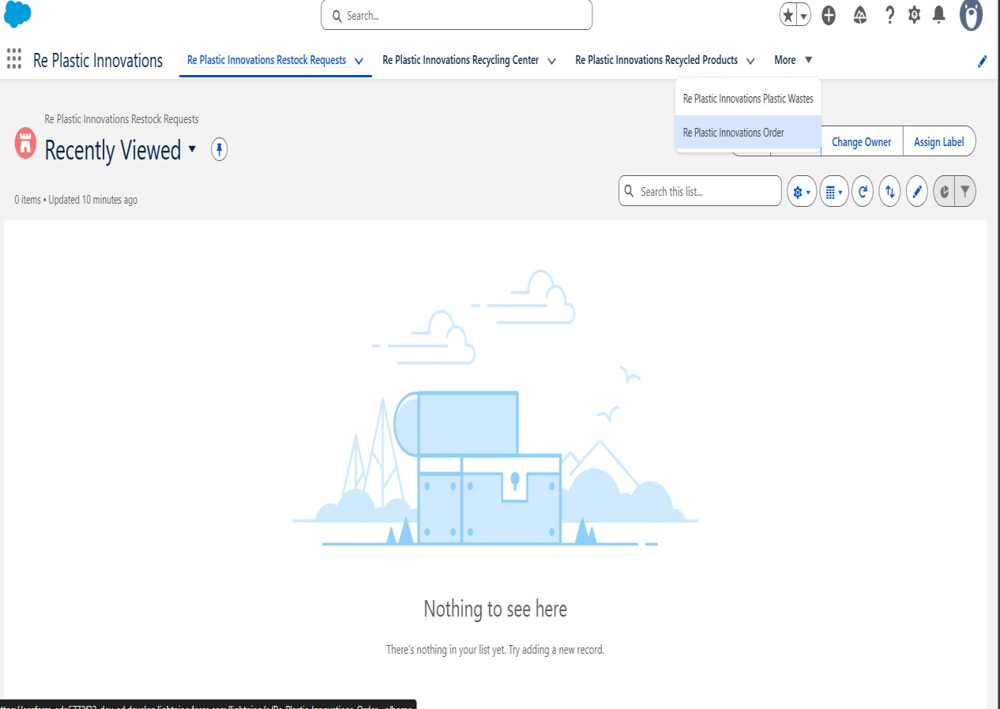 Search...
Re Plastic Innovations
Re Plastic Innovations Restock Requests
Re Plastic Innovations Recycling Center
Re Plastic Innovations Recycled Products
More
Re Plastic Innovations Plastic Wastes
Re Plastic Innovations Order
Re Plastic Innovations Restock Requests
Recently Viewed
Change Owner
Assign Label
0 items • Updated 10 minutes ago
Search this list...
Nothing to see here
There's nothing in your list yet. Try adding a new record.